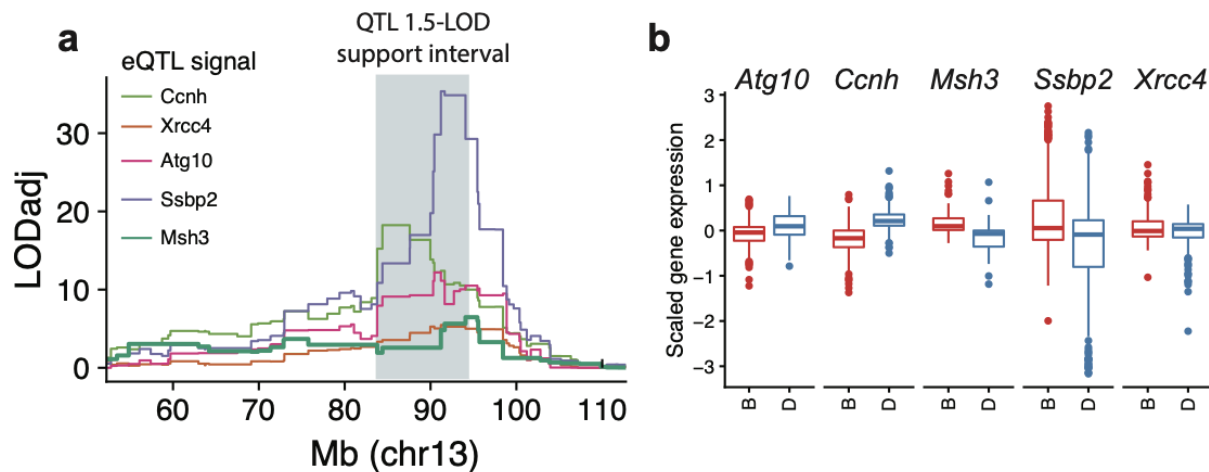 a
QTL 1.5-LOD
support interval
eQTL signal
Ccnh
Xrcc4
Atg10
Ssbp2
Msh3
LODadj
30
20
10
0
60 70 80 90 100 110
Mb (chr13)
b
Atg10 Ccnh Msh3 Ssbp2 Xrcc4
Scaled gene expression
3
2
1
0
−1
−2
−3
B D B D B D B D B D